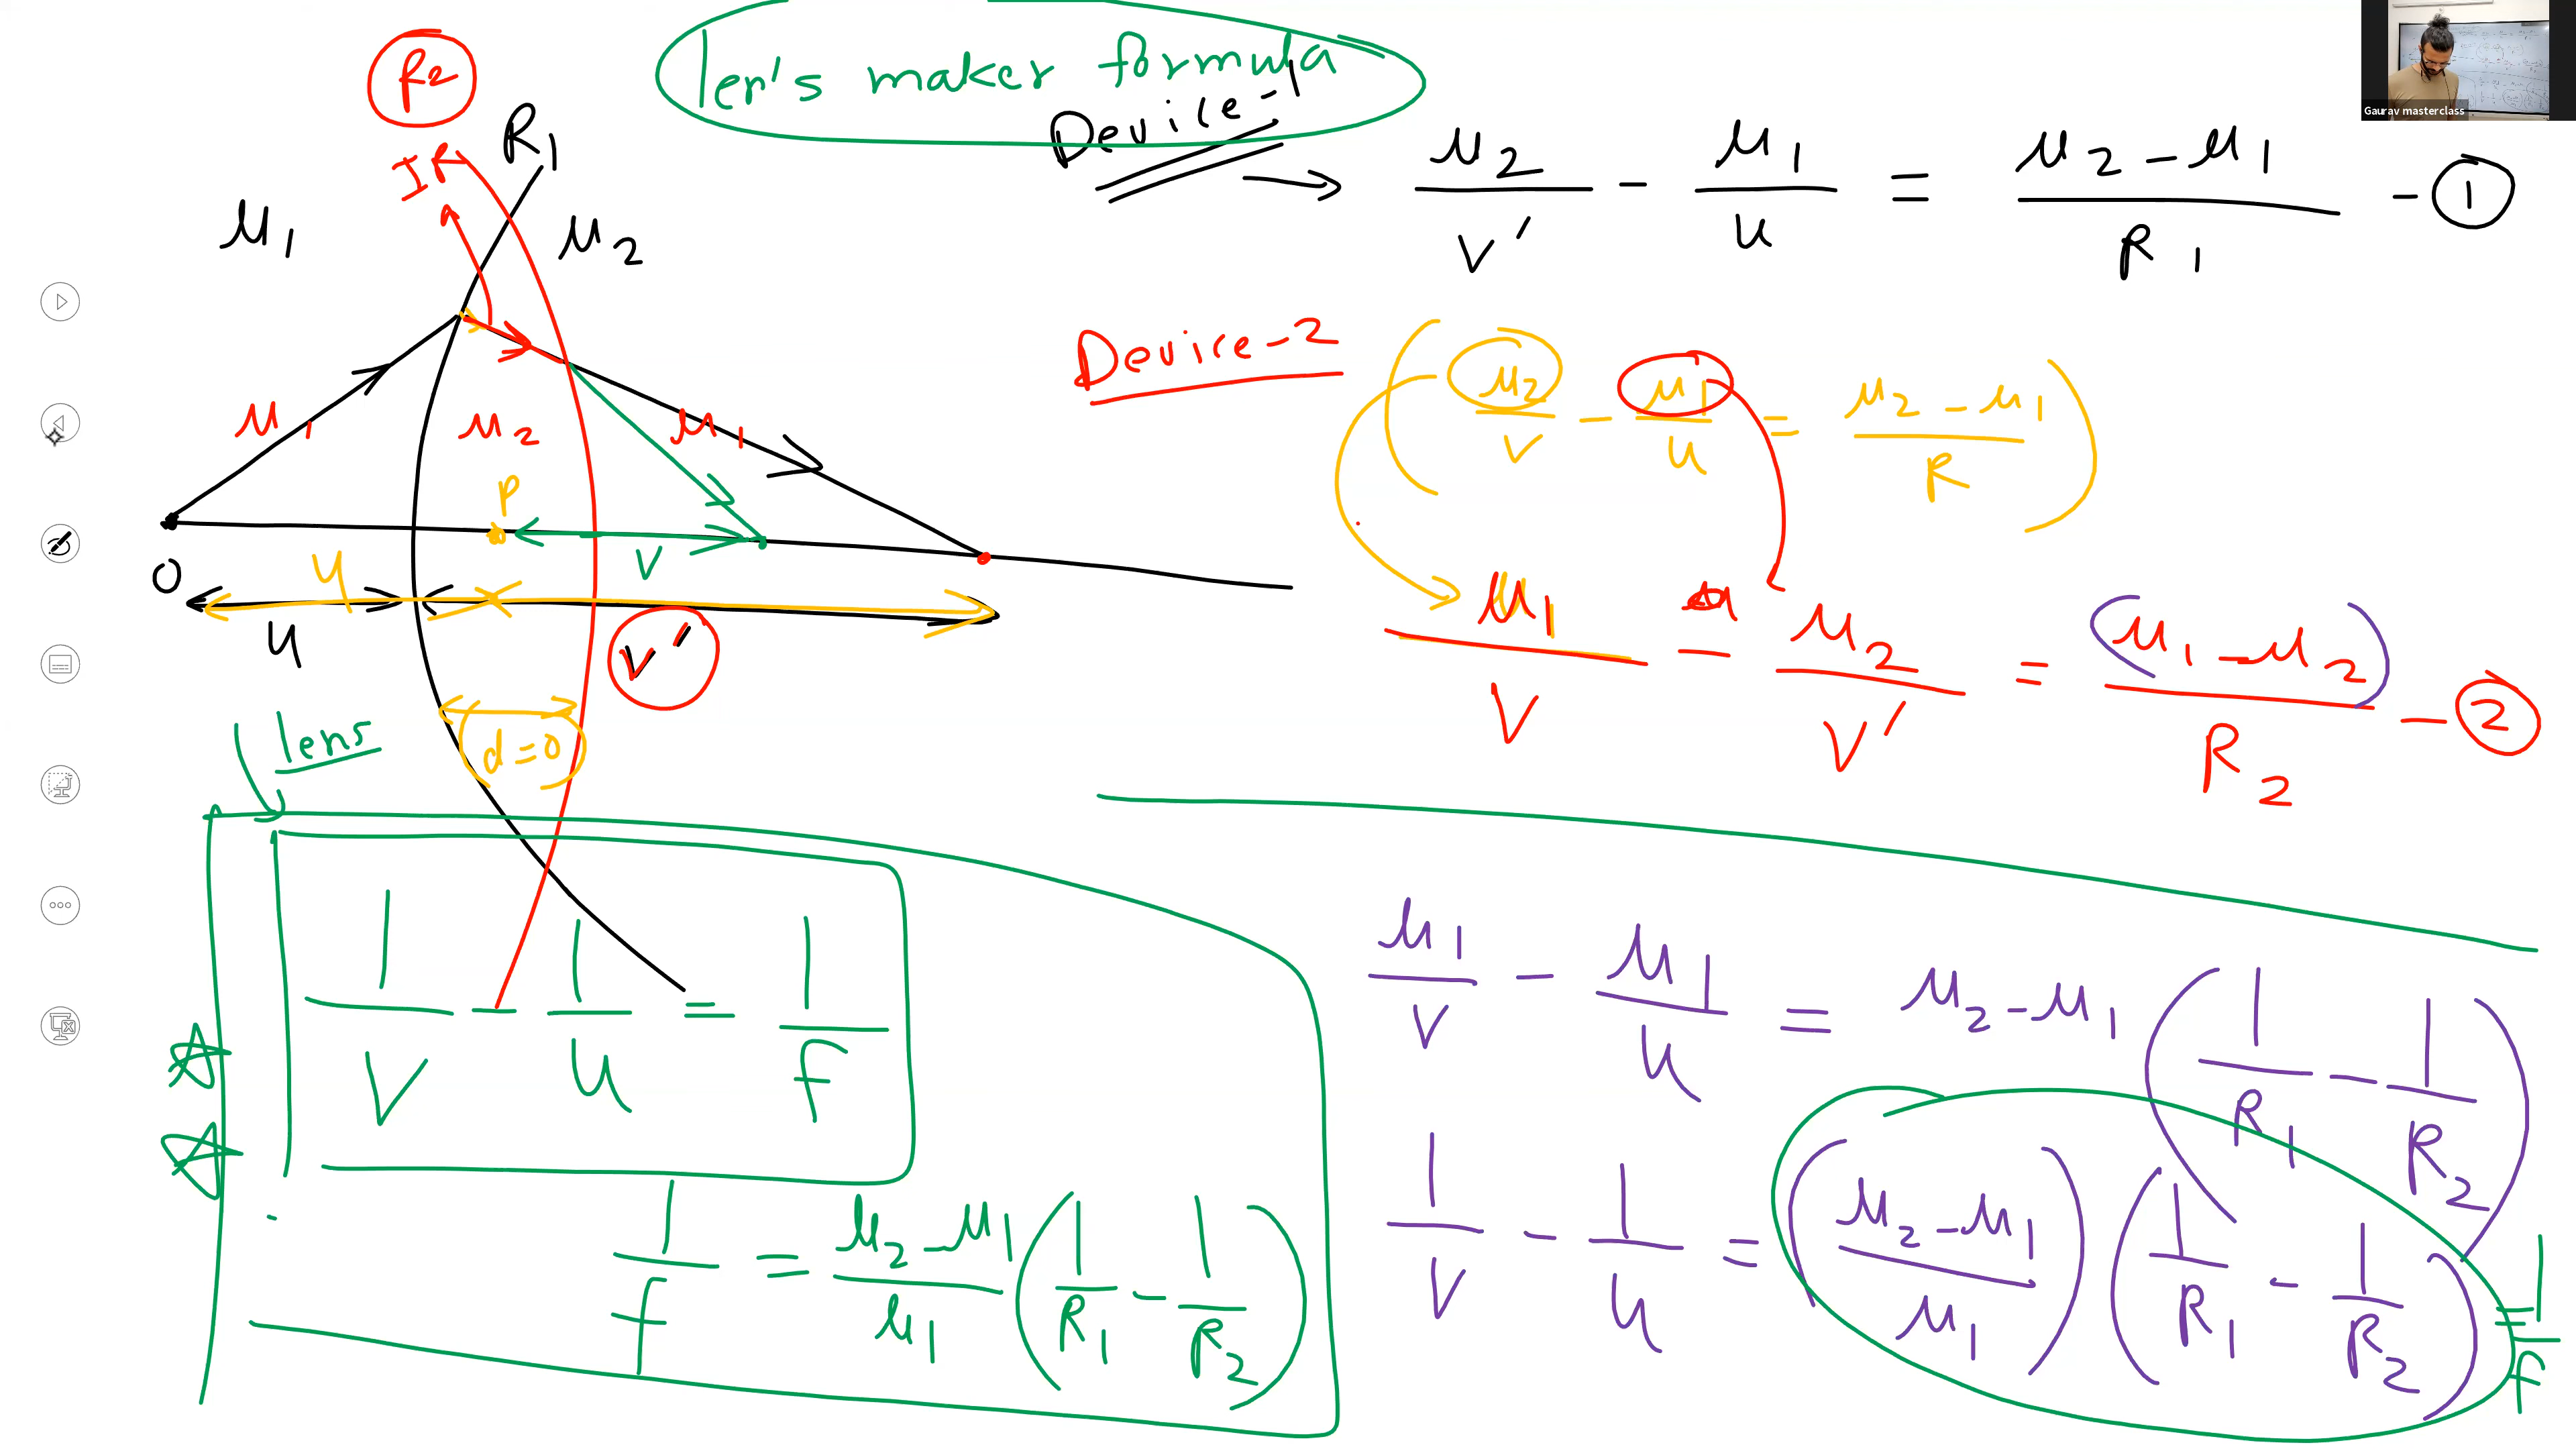 len's maker formula
Gaurav masterclass
R2
R1
IR
μ1
μ2
Device-1
→ μ2/v' - μ1/u = μ2-μ1/R1 - ①
Device-2
(μ2/v - μ1/u = μ2-μ1/R)
μ1
μ2
μ1
P
O
u
v
u
v'
d=0
μ1/v - μ2/v' = (μ1-μ2)/R2 - ②
lens
1/v - 1/u = 1/f
1/f = μ2-μ1/μ1 (1/R1 - 1/R2)
μ1/v - μ1/u = μ2-μ1 (1/R1 - 1/R2)
1/v - 1/u = (μ2-μ1/μ1) (1/R1 - 1/R2) = 1/f